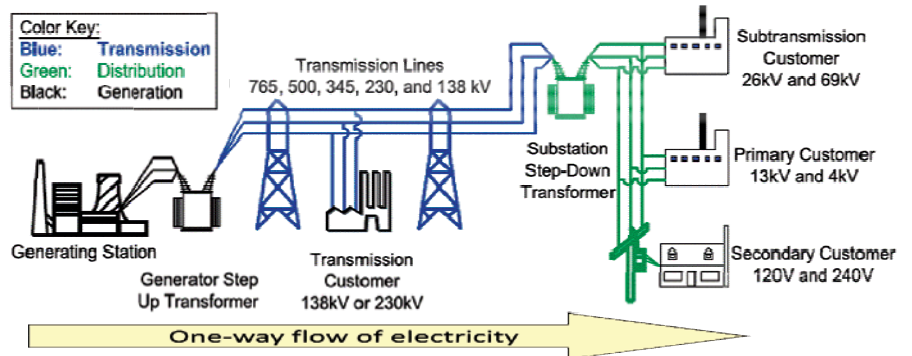 Color Key:
Blue: Transmission
Green: Distribution
Black: Generation
Transmission Lines
765, 500, 345, 230, and 138 kV
Subtransmission
Customer
26kV and 69kV
Substation
Step-Down
Transformer
Primary Customer
13kV and 4kV
Generating Station
Generator Step
Up Transformer
Transmission
Customer
138kV or 230kV
Secondary Customer
120V and 240V
One-way flow of electricity